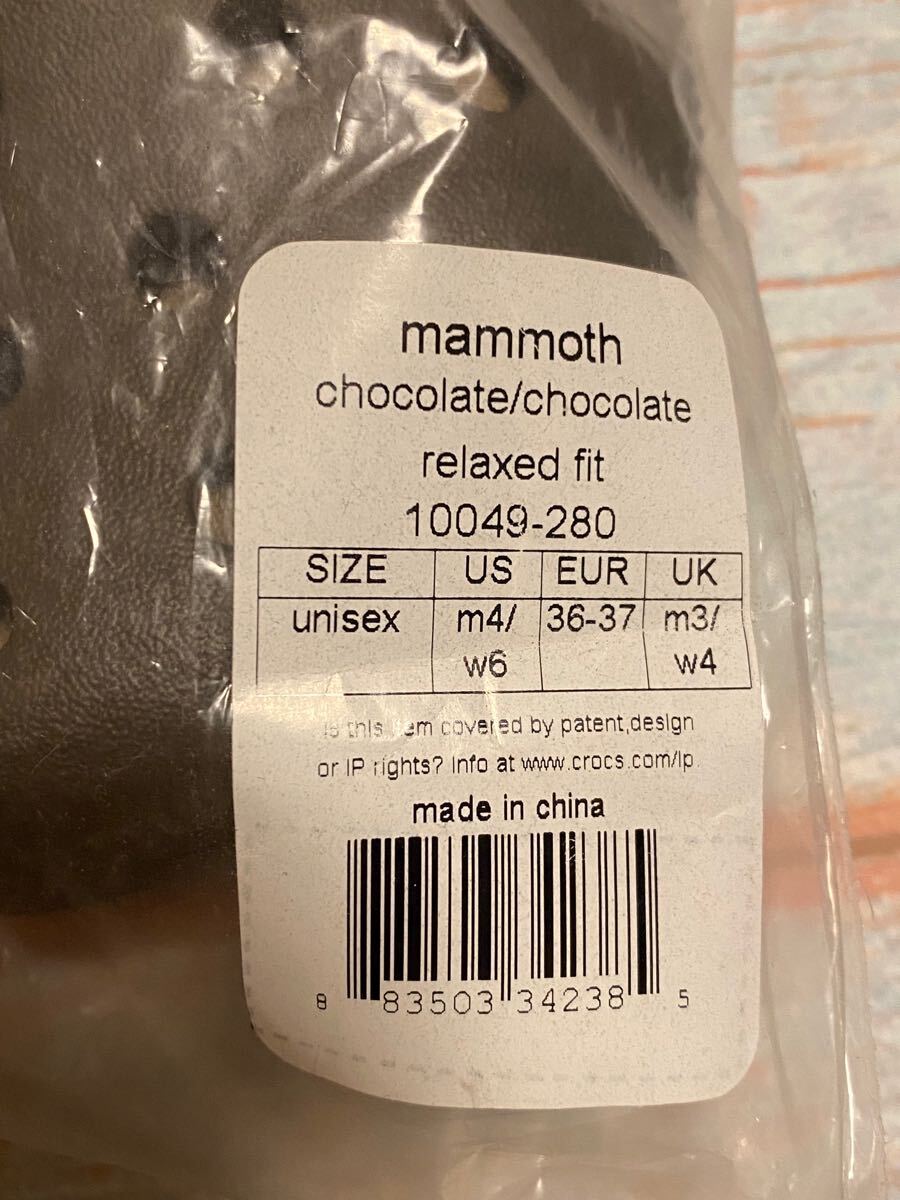 mammoth
chocolate/chocolate
relaxed fit
10049-280
SIZE US EUR UK
unisex m4/ 36-37 m3/
w6 w4
is this item covered by patent,design
or IP rights? Info at www.crocs.com/ip.
made in china
8 83503 34238 5